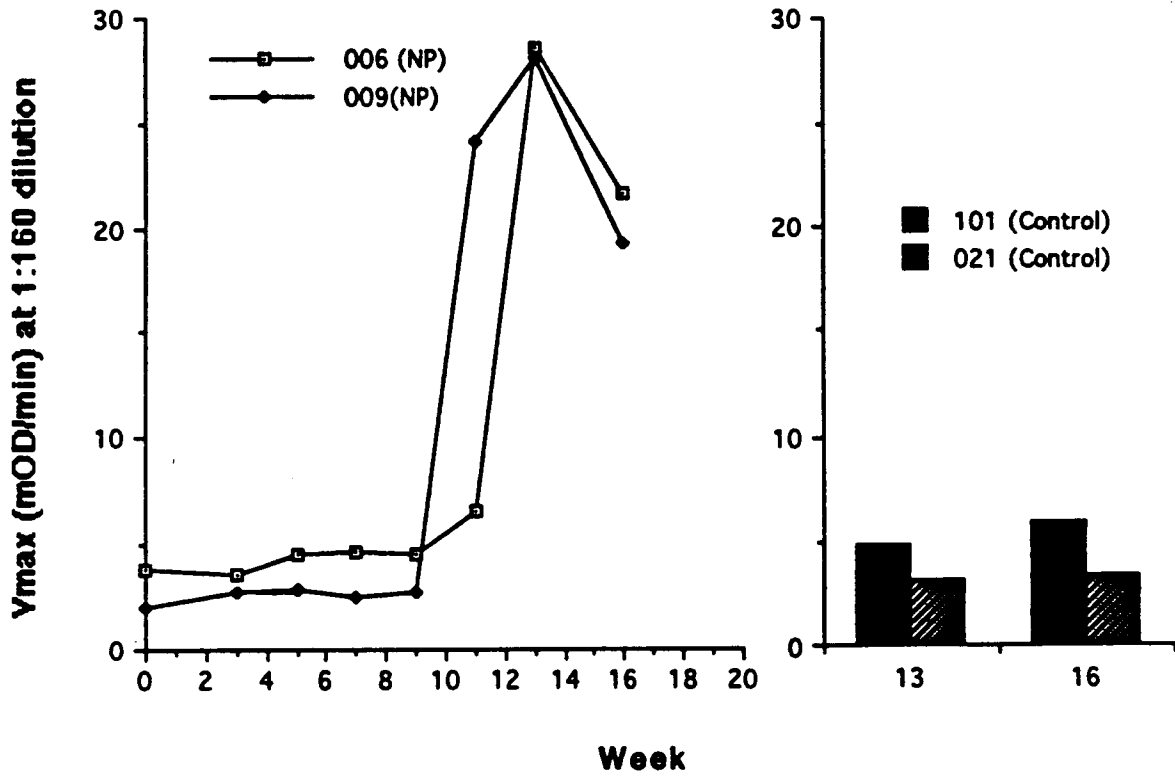 Vmax (mOD/min) at 1:160 dilution
30
20
10
0
006 (NP)
009(NP)
0 2 4 6 8 10 12 14 16 18 20
30
20
10
0
101 (Control)
021 (Control)
13 16
Week